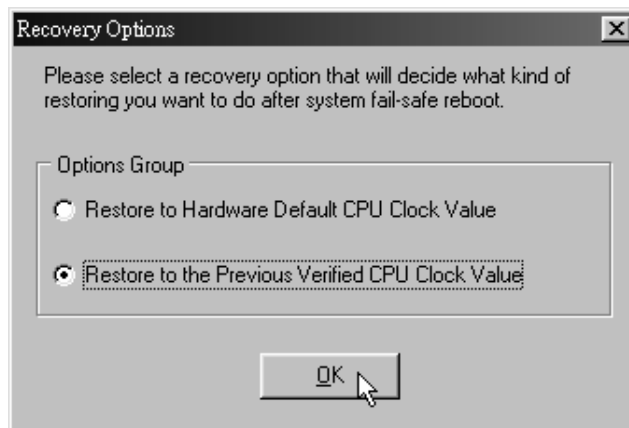 Recovery Options
Please select a recovery option that will decide what kind of
restoring you want to do after system fail-safe reboot.
Options Group
Restore to Hardware Default CPU Clock Value
Restore to the Previous Verified CPU Clock Value
OK